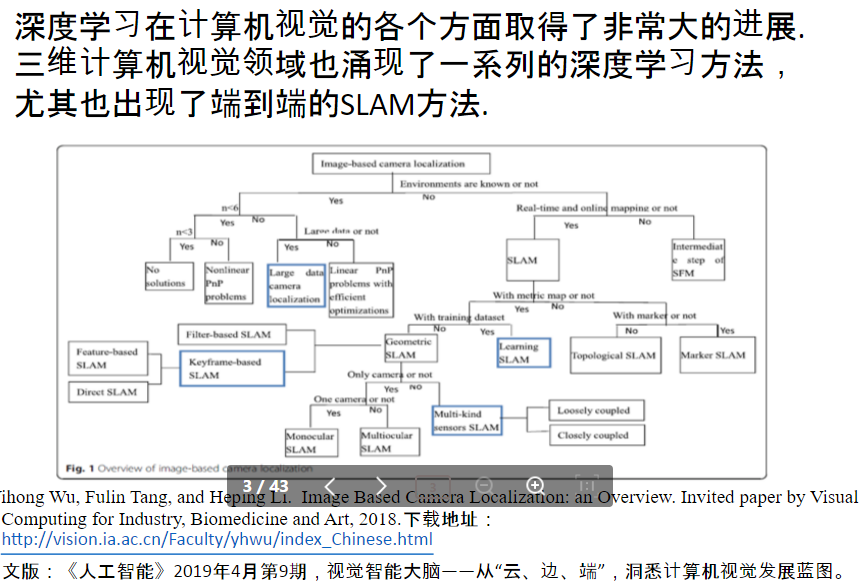 深度学习在计算机视觉的各个方面取得了非常大的进展.
三维计算机视觉领域也涌现了一系列的深度学习方法，
尤其也出现了端到端的SLAM方法.
Image-based camera localization
Environments are known or not
Yes
No
n<6
Real-time and online mapping or not
Yes
No
Yes
No
n<3
Large data or not
Yes
No
Yes
No
No
solutions
Nonlinear
PnP
problems
Large data
camera
localization
Linear PnP
problems with
efficient
optimizations
SLAM
Intermediat
e step of
SFM
With metric map or not
Yes
No
With training dataset
With marker or not
No
Yes
No
Yes
Filter-based SLAM
Geometric
SLAM
Learning
SLAM
Topological SLAM
Marker SLAM
Feature-based
SLAM
Keyframe-based
SLAM
Direct SLAM
Only camera or not
Yes
NO
One camera or not
Yes
No
Multi-kind
sensors SLAM
Loosely coupled
Closely coupled
Monocular
SLAM
Multiocular
SLAM
Fig. 1 Overview of image-based camera localization
3 / 43
1:1
ihong Wu, Fulin Tang, and Heping Li. Image Based Camera Localization: an Overview. Invited paper by Visual
Computing for Industry, Biomedicine and Art, 2018.下载地址：
http://vision.ia.ac.cn/Faculty/yhwu/index_Chinese.html
文版：《人工智能》2019年4月第9期，视觉智能大脑——从“云、边、端”，洞悉计算机视觉发展蓝图。